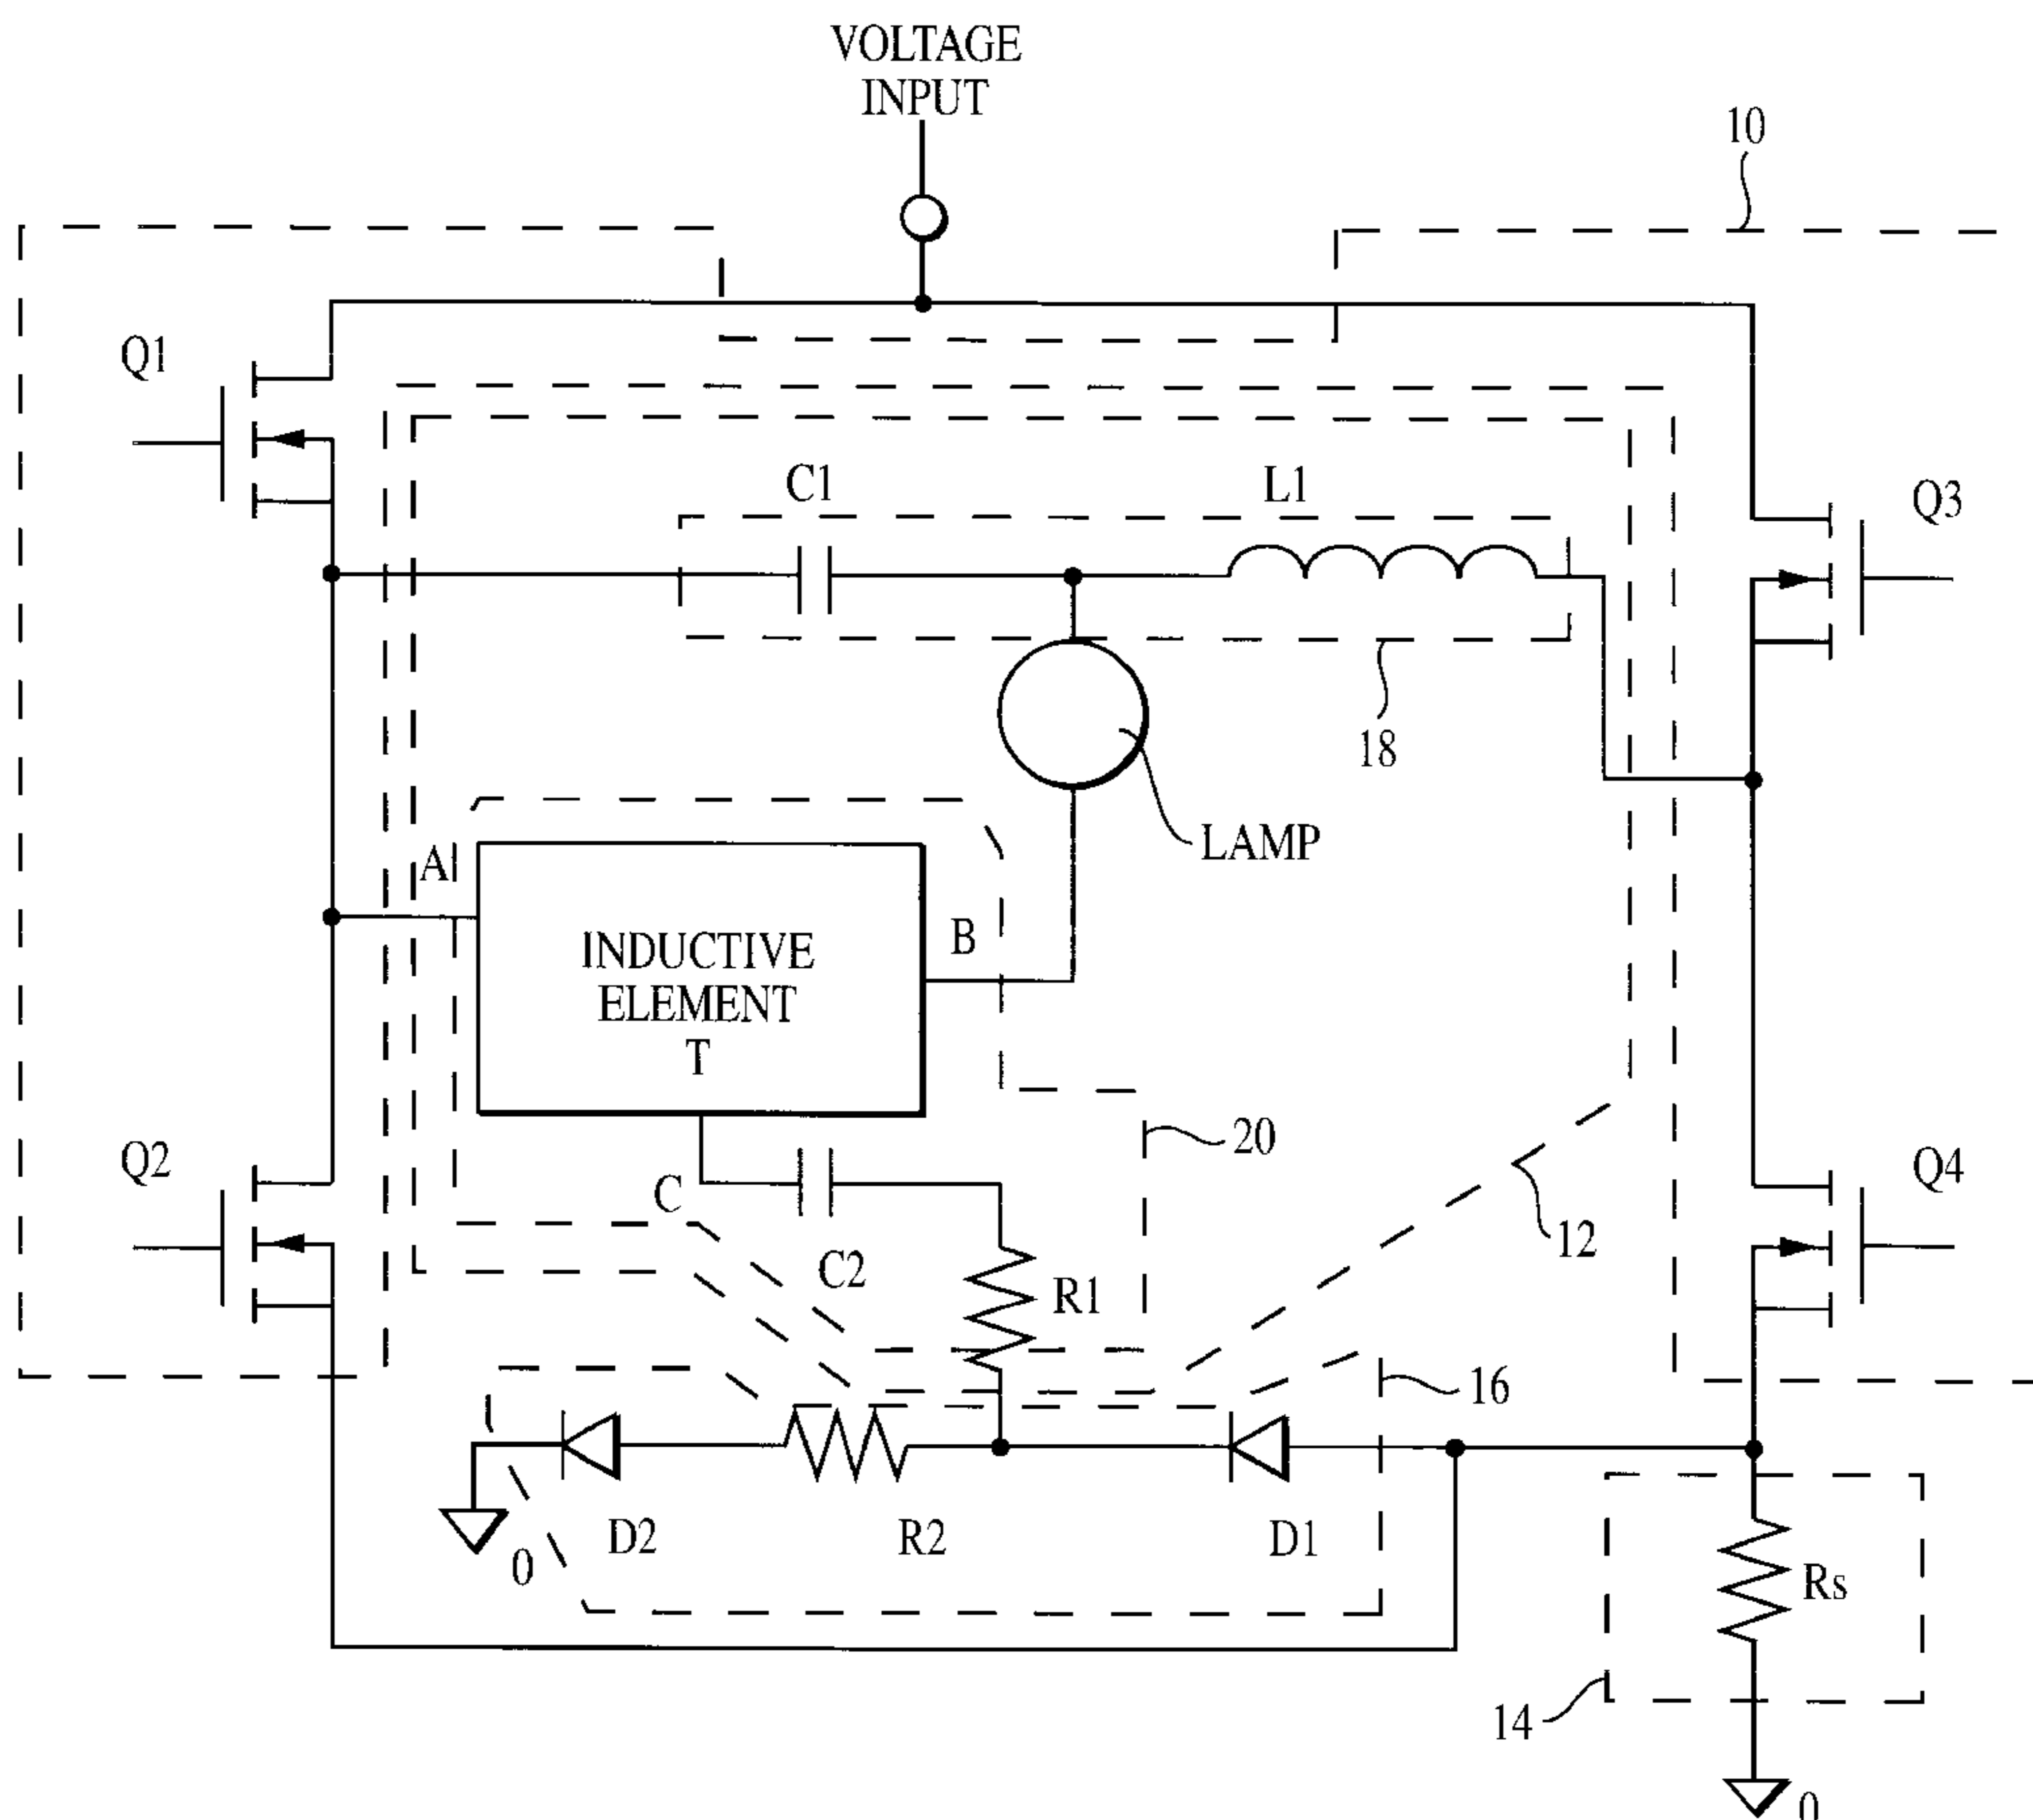 VOLTAGE
INPUT
10
Q1
C1
L1
Q3
18
LAMP
A
B
INDUCTIVE
ELEMENT
T
20
Q2
C
Q4
12
C2
R1
16
D2
R2
D1
0
Rs
14
0